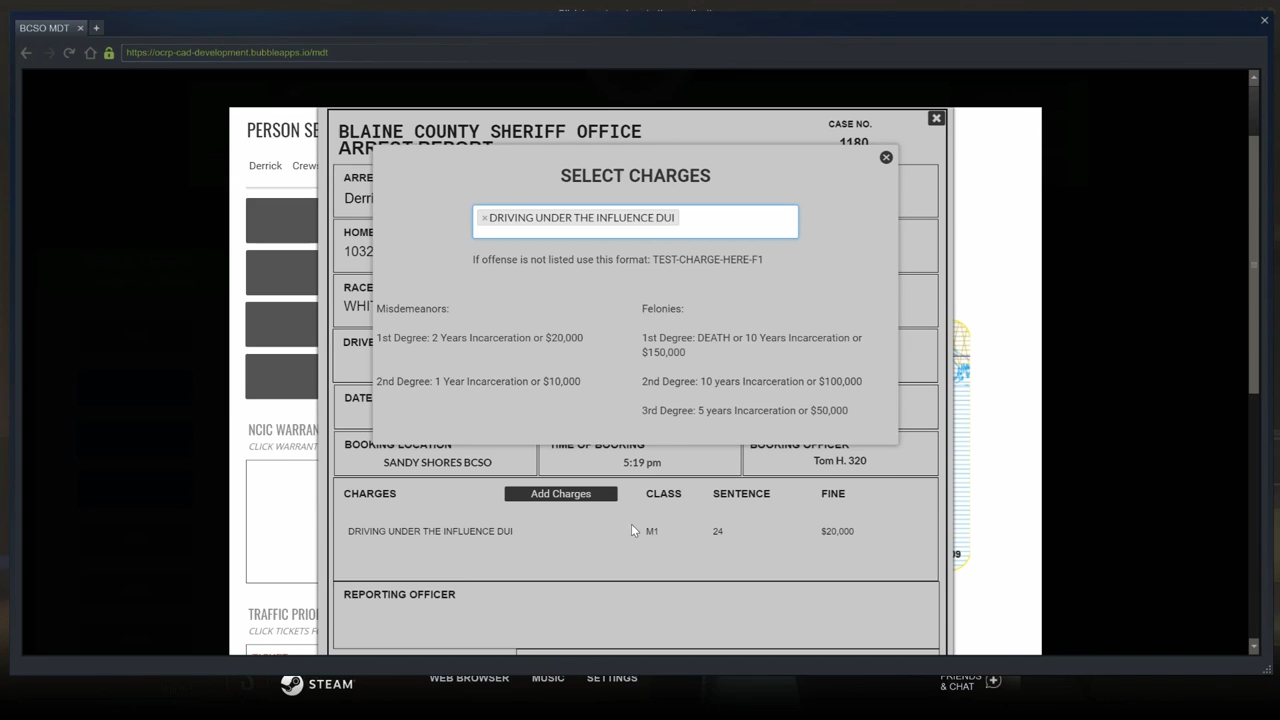 BCSO MDT × +
https://ocrp-cad-development.bubbleapps.io/mdt
PERSON SE
Derrick Crews
NCIC WARRAN
CLICK WARRANT
TRAFFIC PRIO
CLICK TICKETS F
BLAINE COUNTY SHERIFF OFFICE
ARREST REPORT
CASE NO.
1180
ARRE
Derri
HOME
1032
RACE
WHIT
DRIVE
DATE
SELECT CHARGES
× DRIVING UNDER THE INFLUENCE DUI
If offense is not listed use this format: TEST-CHARGE-HERE-F1
Misdemeanors:
1st Degree: 2 Years Incarceration or $20,000
2nd Degree: 1 Year Incarceration or $10,000
Felonies:
1st Degree: DEATH or 10 Years Incarceration or
$150,000
2nd Degree: 10 years Incarceration or $100,000
3rd Degree: 5 years Incarceration or $50,000
BOOKING LOCATION TIME OF BOOKING BOOKING OFFICER
SANDY SHORES BCSO 5:19 pm Tom H. 320
CHARGES Add Charges CLASS SENTENCE FINE
DRIVING UNDER THE INFLUENCE DUI M1 24 $20,000
REPORTING OFFICER
STEAM
WEB BROWSER MUSIC SETTINGS
FRIENDS
& CHAT